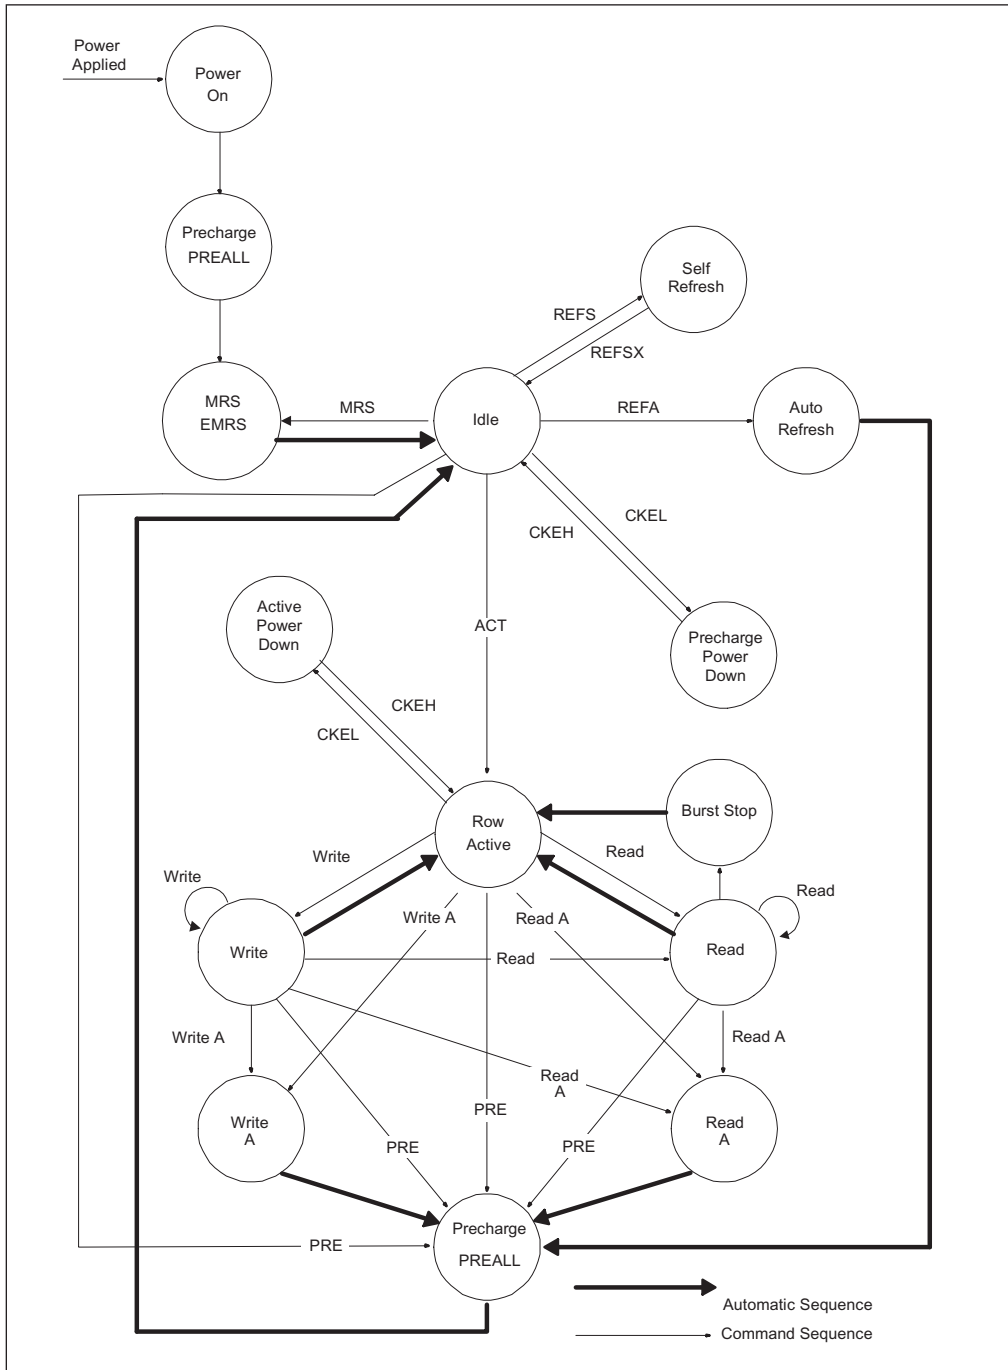 Power
Applied
Power
On
Precharge
PREALL
Self
Refresh
REFS
REFSX
MRS
EMRS
MRS
Idle
REFA
Auto
Refresh
CKEL
CKEH
Active
Power
Down
ACT
Precharge
Power
Down
CKEH
CKEL
Burst Stop
Row
Active
Write
Read
Write
Read
Write A
Read A
Write
Read
Read
Write A
Read A
Read
A
Write
A
PRE
Read
A
PRE
PRE
Precharge
PREALL
PRE
Automatic Sequence
Command Sequence